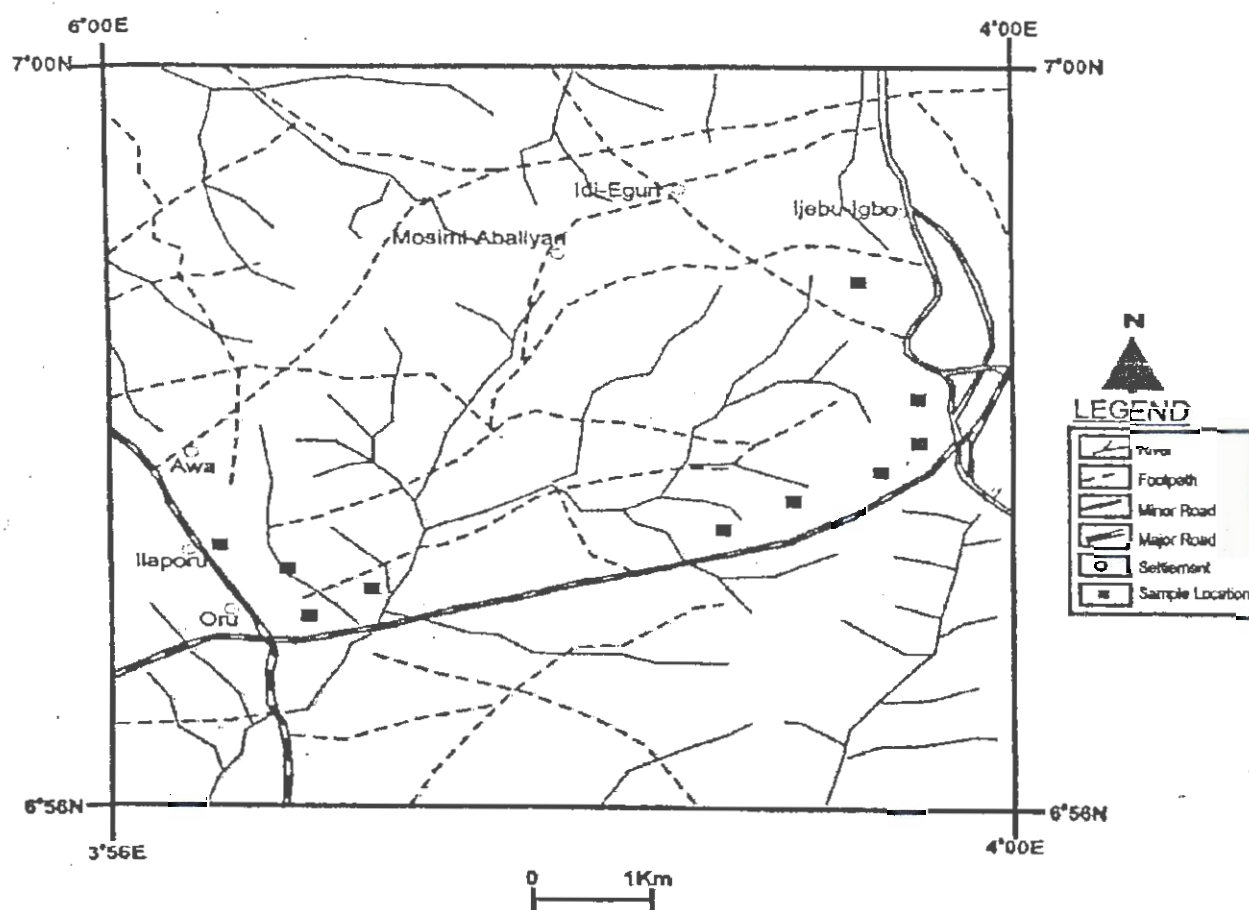 6°00E
4°00E
7°00N
7°00N
Idi-Egun
Ijebu-Igbo
Mosimi-Abaliyan
N
LEGEND
River
Footpath
Awa
Minor Road
Major Road
Ilaporu
Settlement
Sample Location
Oru
6°56N
6°56N
3°56E
4°00E
0 1Km